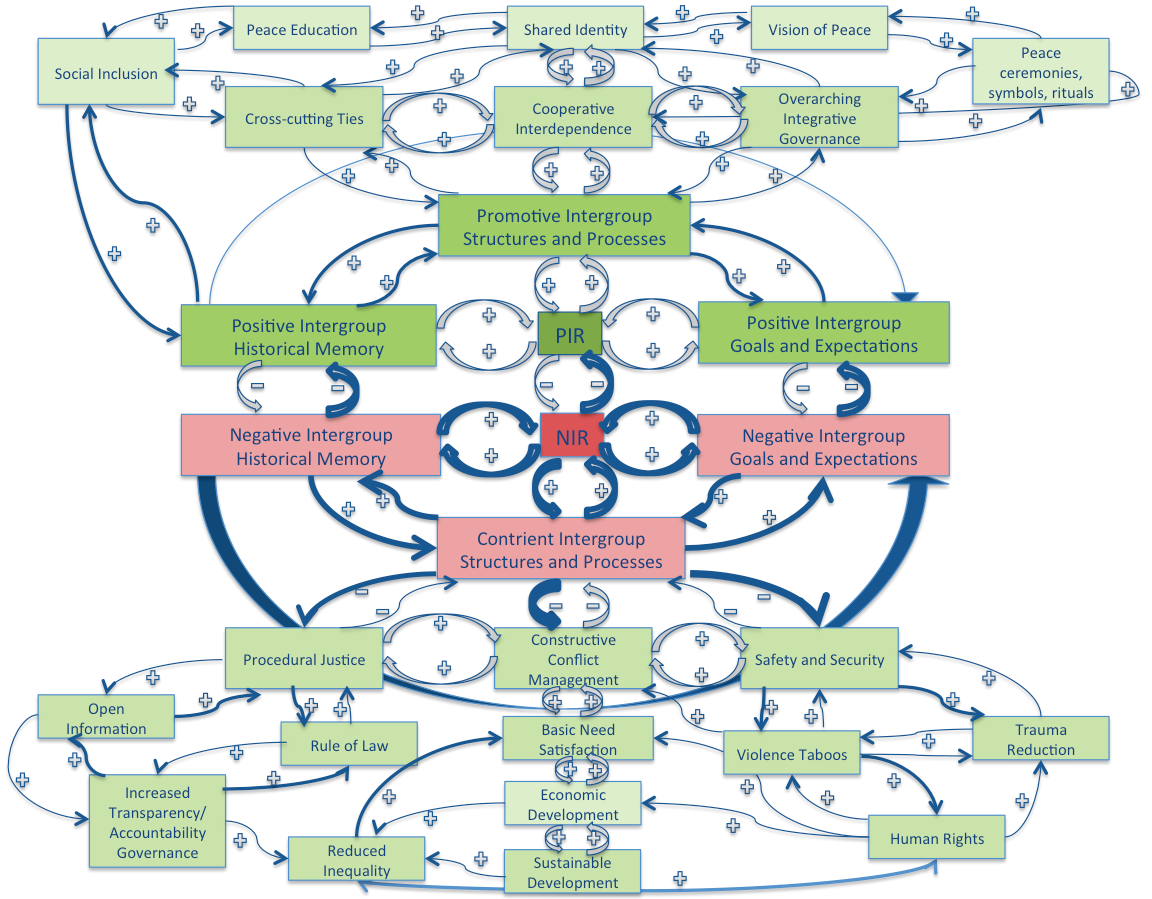 Peace Education
Shared Identity
Vision of Peace
Social Inclusion
Peace
ceremonies,
symbols, rituals
Cross-cutting Ties
Cooperative
Interdependence
Overarching
Integrative
Governance
Promotive Intergroup
Structures and Processes
Positive Intergroup
Historical Memory
PIR
Positive Intergroup
Goals and Expectations
Negative Intergroup
Historical Memory
NIR
Negative Intergroup
Goals and Expectations
Contrient Intergroup
Structures and Processes
Procedural Justice
Constructive
Conflict
Management
Safety and Security
Open
Information
Rule of Law
Basic Need
Satisfaction
Violence Taboos
Trauma
Reduction
Increased
Transparency/
Accountability
Governance
Economic
Development
Human Rights
Reduced
Inequality
Sustainable
Development